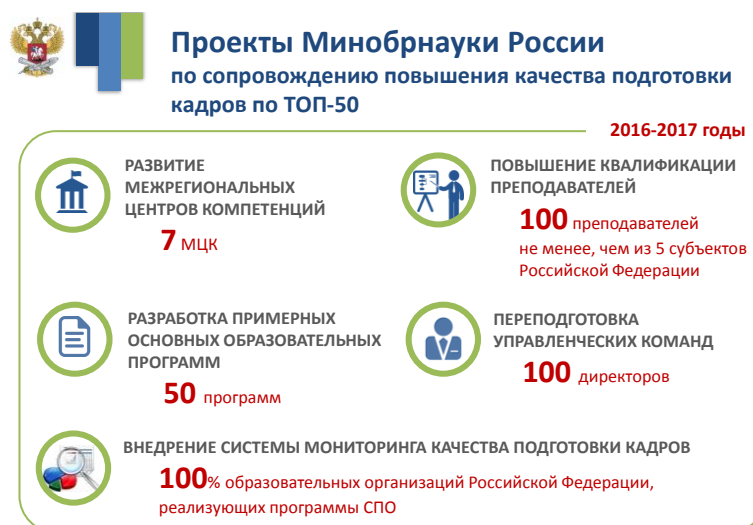 Проекты Минобрнауки России
по сопровождению повышения качества подготовки
кадров по ТОП-50
2016-2017 годы
РАЗВИТИЕ
МЕЖРЕГИОНАЛЬНЫХ
ЦЕНТРОВ КОМПЕТЕНЦИЙ
7 МЦК
ПОВЫШЕНИЕ КВАЛИФИКАЦИИ
ПРЕПОДАВАТЕЛЕЙ
100 преподавателей
не менее, чем из 5 субъектов
Российской Федерации
РАЗРАБОТКА ПРИМЕРНЫХ
ОСНОВНЫХ ОБРАЗОВАТЕЛЬНЫХ
ПРОГРАММ
50 программ
ПЕРЕПОДГОТОВКА
УПРАВЛЕНЧЕСКИХ КОМАНД
100 директоров
ВНЕДРЕНИЕ СИСТЕМЫ МОНИТОРИНГА КАЧЕСТВА ПОДГОТОВКИ КАДРОВ
100% образовательных организаций Российской Федерации,
реализующих программы СПО